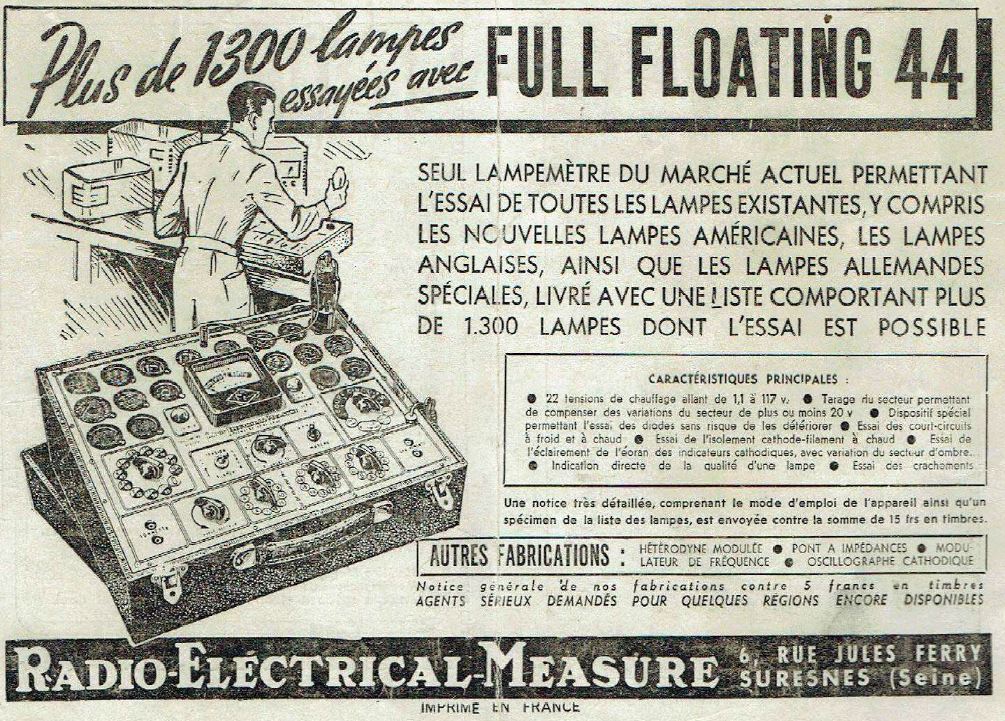 Plus de 1300 lampes
essayées avec
FULL FLOATING 44
SEUL LAMPEMÈTRE DU MARCHÉ ACTUEL PERMETTANT
L'ESSAI DE TOUTES LES LAMPES EXISTANTES, Y COMPRIS
LES NOUVELLES LAMPES AMÉRICAINES, LES LAMPES
ANGLAISES, AINSI QUE LES LAMPES ALLEMANDES
SPÉCIALES, LIVRÉ AVEC UNE LISTE COMPORTANT PLUS
DE 1.300 LAMPES DONT L'ESSAI EST POSSIBLE
CARACTÉRISTIQUES PRINCIPALES :
● 22 tensions de chauffage allant de 1,1 à 117 v. ● Tarage du secteur permettant
de compenser des variations du secteur de plus ou moins 20 v ● Dispositif spécial
permettant l'essai des diodes sans risque de les détériorer ● Essai des court-circuits
à froid et à chaud ● Essai de l'isolement cathode-filament à chaud ● Essai de
l'éclairement de l'écran des indicateurs cathodiques, avec variation du secteur d'ombre..
● Indication directe de la qualité d'une lampe ● Essai des crachements
Une notice très détaillée, comprenant le mode d'emploi de l'appareil ainsi qu'un
spécimen de la liste des lampes, est envoyée contre la somme de 15 frs en timbres.
AUTRES FABRICATIONS : HÉTÉRODYNE MODULÉE ● PONT A IMPÉDANCES ● MODU-
LATEUR DE FRÉQUENCE ● OSCILLOGRAPHE CATHODIQUE
Notice générale de nos fabrications contre 5 francs en timbres
AGENTS SÉRIEUX DEMANDÉS POUR QUELQUES RÉGIONS ENCORE DISPONIBLES
RADIO-ELÉCTRICAL-MEASURE
6, RUE JULES FERRY
SURESNES (Seine)
IMPRIMÉ EN FRANCE